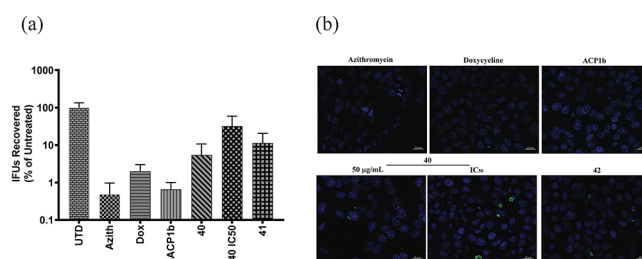 (a)
IFUs Recovered
(% of Untreated)
1000
100
10
1
0.1
UTD
Azith
Dox
ACP1b
40
40 IC50
41
(b)
Azithromycin
Doxycycline
ACP1b
40
50 µg/mL
IC₅₀
42